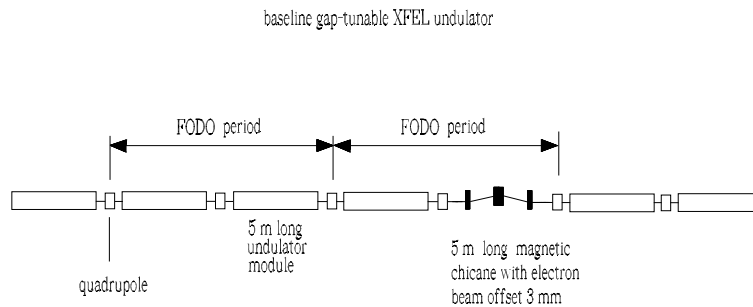 baseline gap-tunable XFEL undulator
FODO period
FODO period
5 m long
undulator
module
quadrupole
5 m long magnetic
chicane with electron
beam offset 3 mm